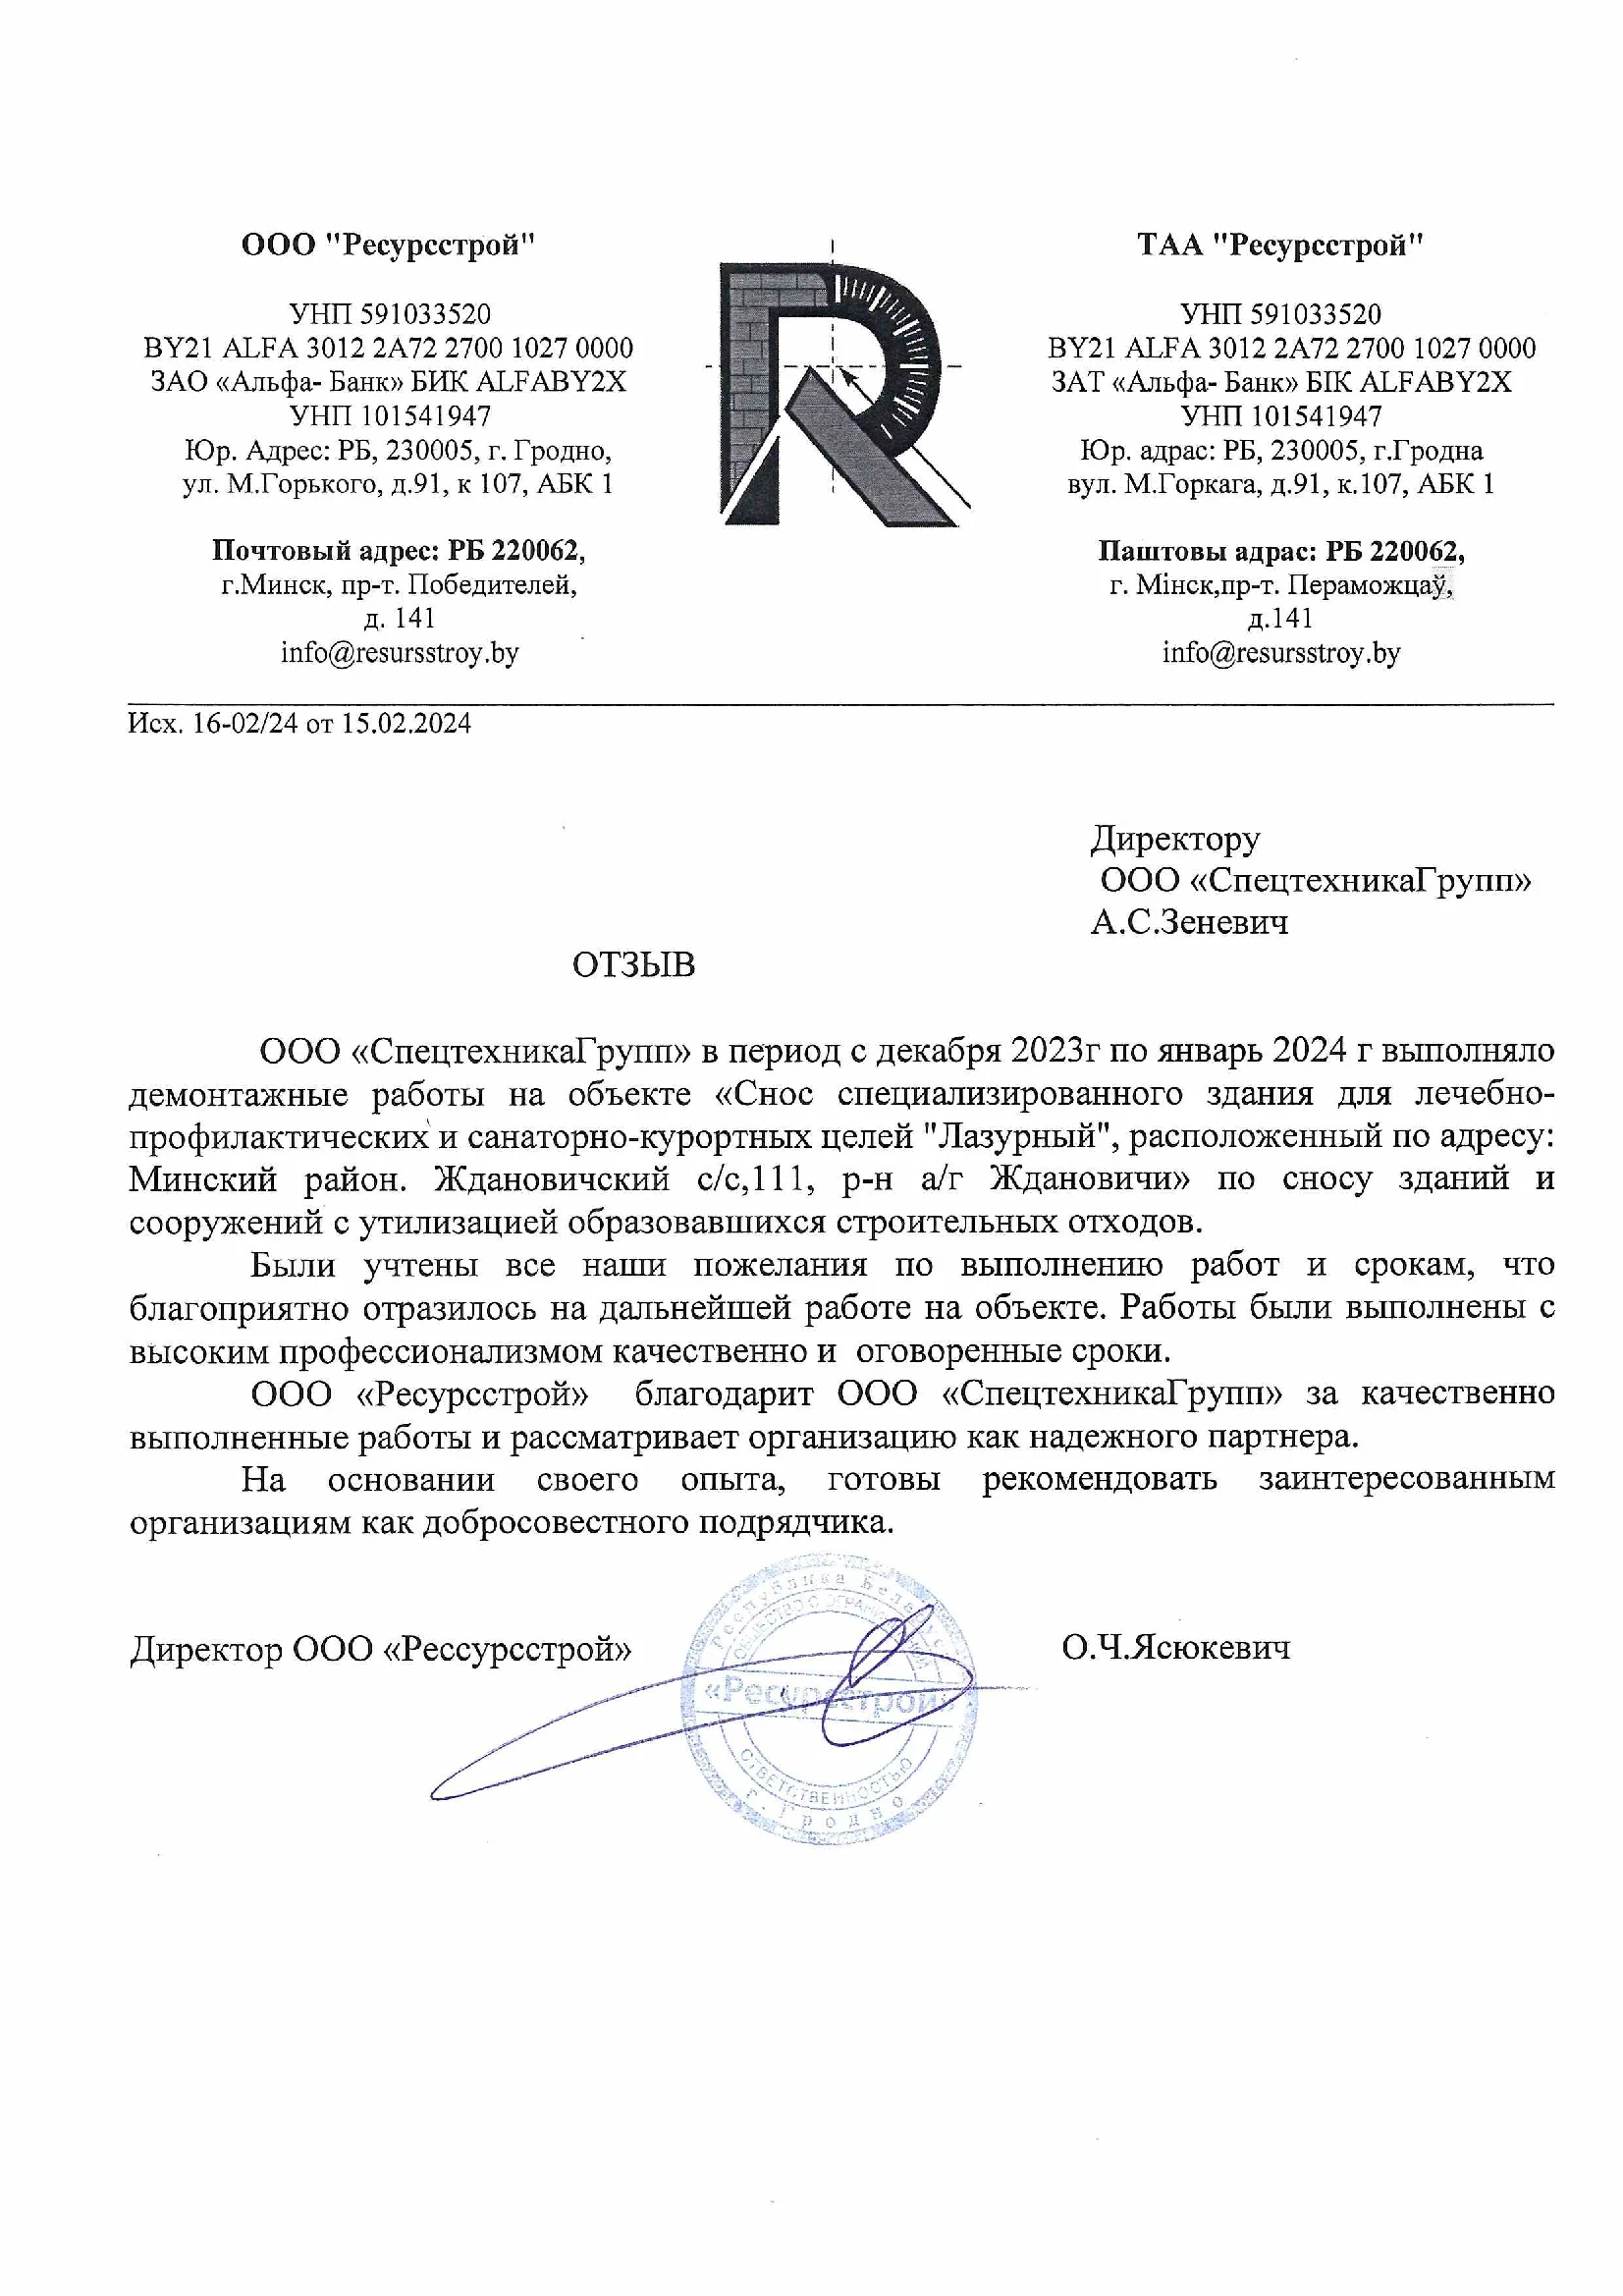 ООО "Ресурсстрой"
УНП 591033520
BY21 ALFA 3012 2A72 2700 1027 0000
ЗАО «Альфа- Банк» БИК ALFABY2X
УНП 101541947
Юр. Адрес: РБ, 230005, г. Гродно,
ул. М.Горького, д.91, к 107, АБК 1
Почтовый адрес: РБ 220062,
г.Минск, пр-т. Победителей,
д. 141
info@resursstroy.by
ТАА "Ресурсстрой"
УНП 591033520
BY21 ALFA 3012 2A72 2700 1027 0000
ЗАТ «Альфа- Банк» БІК ALFABY2X
УНП 101541947
Юр. адрас: РБ, 230005, г.Гродна
вул. М.Горкага, д.91, к.107, АБК 1
Паштовы адрас: РБ 220062,
г. Мінск,пр-т. Пераможцаў,
д.141
info@resursstroy.by
Исх. 16-02/24 от 15.02.2024
Директору
ООО «СпецтехникаГрупп»
А.С.Зеневич
ОТЗЫВ
ООО «СпецтехникаГрупп» в период с декабря 2023г по январь 2024 г выполняло
демонтажные работы на объекте «Снос специализированного здания для лечебно-
профилактических и санаторно-курортных целей "Лазурный", расположенный по адресу:
Минский район. Ждановичский с/с,111, р-н а/г Ждановичи» по сносу зданий и
сооружений с утилизацией образовавшихся строительных отходов.
Были учтены все наши пожелания по выполнению работ и срокам, что
благоприятно отразилось на дальнейшей работе на объекте. Работы были выполнены с
высоким профессионализмом качественно и  оговоренные сроки.
ООО «Ресурсстрой»  благодарит ООО «СпецтехникаГрупп» за качественно
выполненные работы и рассматривает организацию как надежного партнера.
На основании своего опыта, готовы рекомендовать заинтересованным
организациям как добросовестного подрядчика.
Директор ООО «Рессурсстрой»
О.Ч.Ясюкевич
Республика Беларусь
ОБЩЕСТВО С
«Ресурсстрой»
ОТВЕТСТВЕННОСТЬЮ
г. Гродно